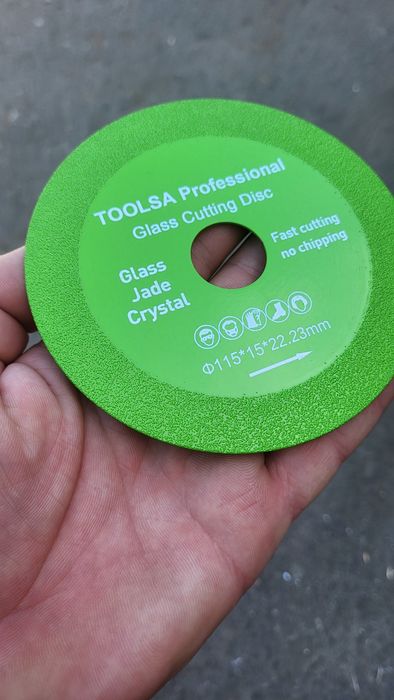 TOOLSA Professional
Glass Cutting Disc
Fast cutting
no chipping
Glass
Jade
Crystal
Φ115*15*22.23mm